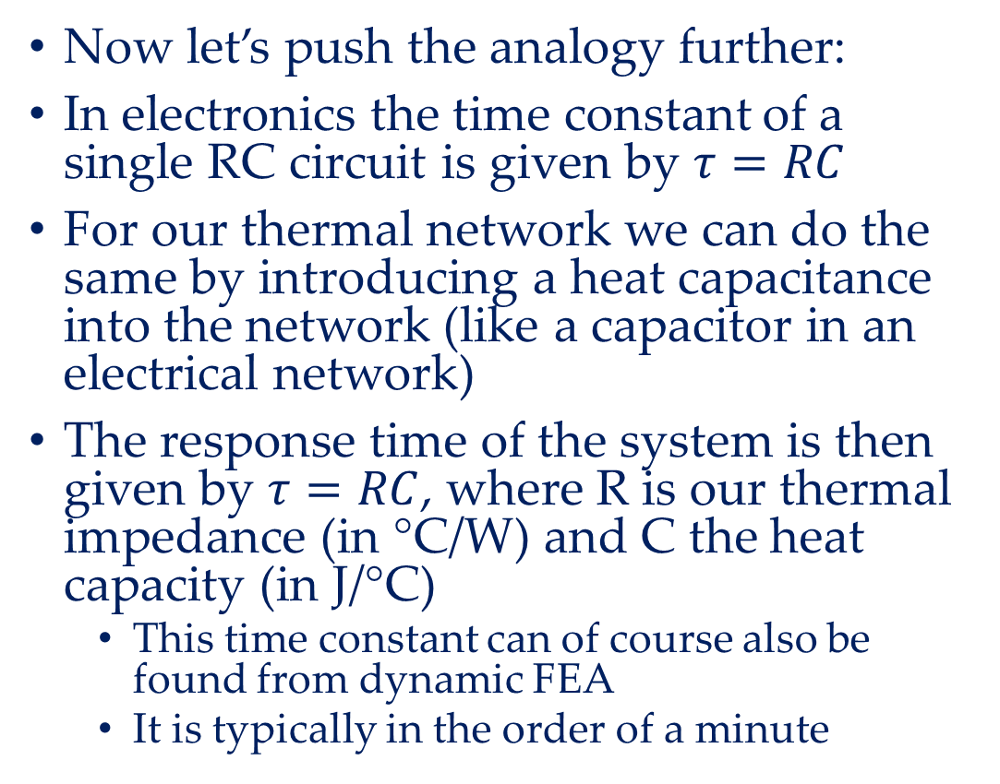 • Now let’s push the analogy further:
• In electronics the time constant of a
single RC circuit is given by τ = RC
• For our thermal network we can do the
same by introducing a heat capacitance
into the network (like a capacitor in an
electrical network)
• The response time of the system is then
given by τ = RC, where R is our thermal
impedance (in °C/W) and C the heat
capacity (in J/°C)
• This time constant can of course also be
found from dynamic FEA
• It is typically in the order of a minute